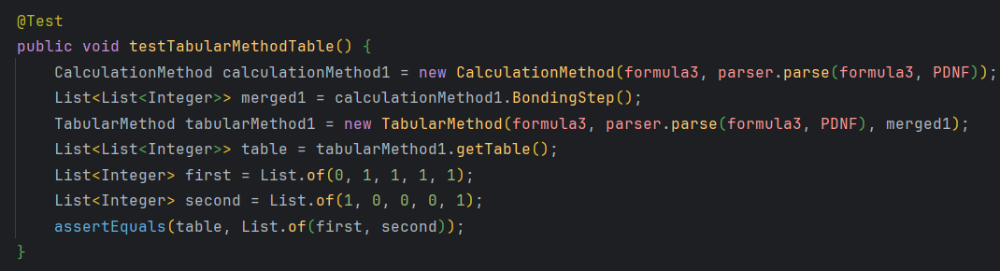 @Test
public void testTabularMethodTable() {
    CalculationMethod calculationMethod1 = new CalculationMethod(formula3, parser.parse(formula3, PDNF));
    List<List<Integer>> merged1 = calculationMethod1.BondingStep();
    TabularMethod tabularMethod1 = new TabularMethod(formula3, parser.parse(formula3, PDNF), merged1);
    List<List<Integer>> table = tabularMethod1.getTable();
    List<Integer> first = List.of(0, 1, 1, 1, 1);
    List<Integer> second = List.of(1, 0, 0, 0, 1);
    assertEquals(table, List.of(first, second));
}